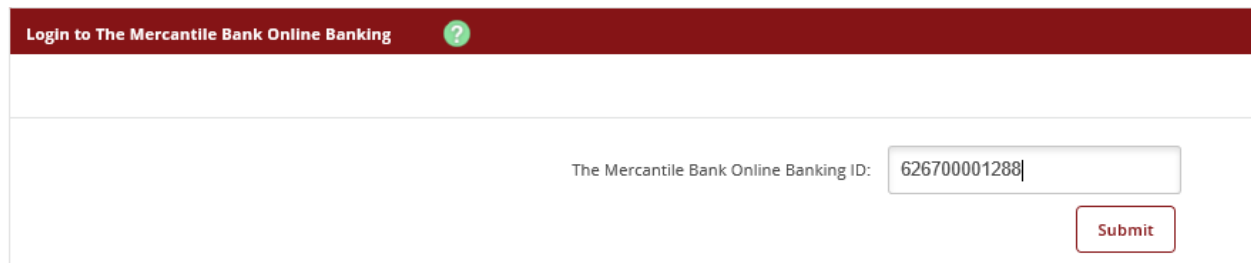 Login to The Mercantile Bank Online Banking ?
The Mercantile Bank Online Banking ID: 626700001288
Submit